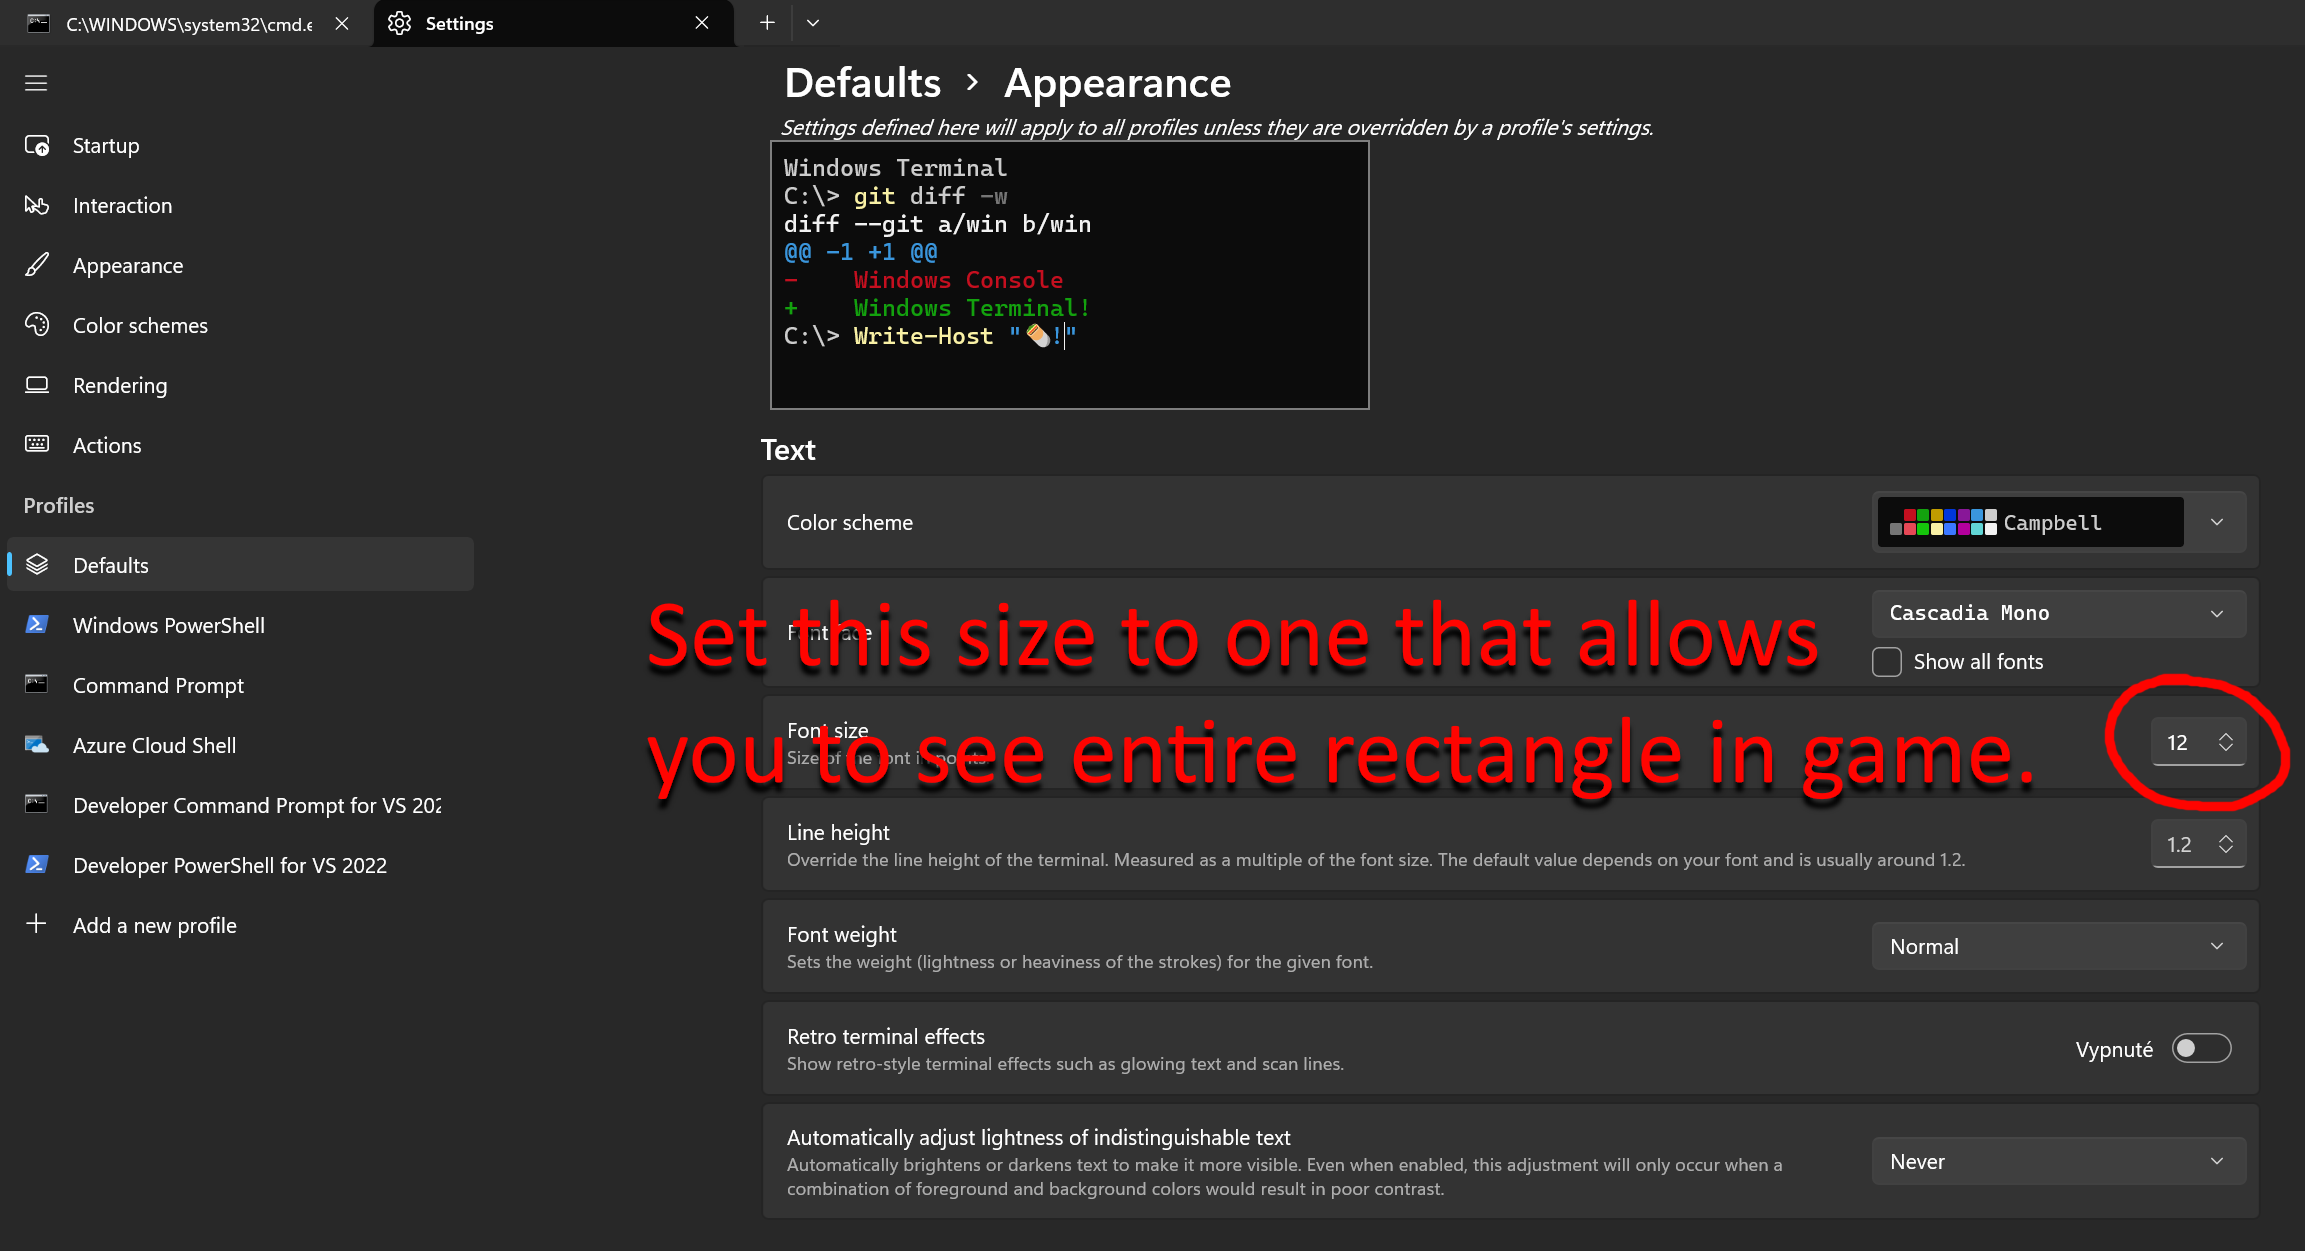 C:\WINDOWS\system32\cmd.e
Settings
Defaults > Appearance
Settings defined here will apply to all profiles unless they are overridden by a profile's settings.
Startup
Interaction
Appearance
Color schemes
Rendering
Actions
Profiles
Defaults
Windows PowerShell
Command Prompt
Azure Cloud Shell
Developer Command Prompt for VS 202
Developer PowerShell for VS 2022
Add a new profile
Windows Terminal
C:\> git diff -w
diff --git a/win b/win
@@ -1 +1 @@
-    Windows Console
+    Windows Terminal!
C:\> Write-Host "🌯!"
Text
Color scheme
Campbell
Font face
Cascadia Mono
Show all fonts
Set this size to one that allows
you to see entire rectangle in game.
Font size
Size of the font in points.
12
Line height
Override the line height of the terminal. Measured as a multiple of the font size. The default value depends on your font and is usually around 1.2.
1.2
Font weight
Sets the weight (lightness or heaviness of the strokes) for the given font.
Normal
Retro terminal effects
Show retro-style terminal effects such as glowing text and scan lines.
Vypnuté
Automatically adjust lightness of indistinguishable text
Automatically brightens or darkens text to make it more visible. Even when enabled, this adjustment will only occur when a
combination of foreground and background colors would result in poor contrast.
Never